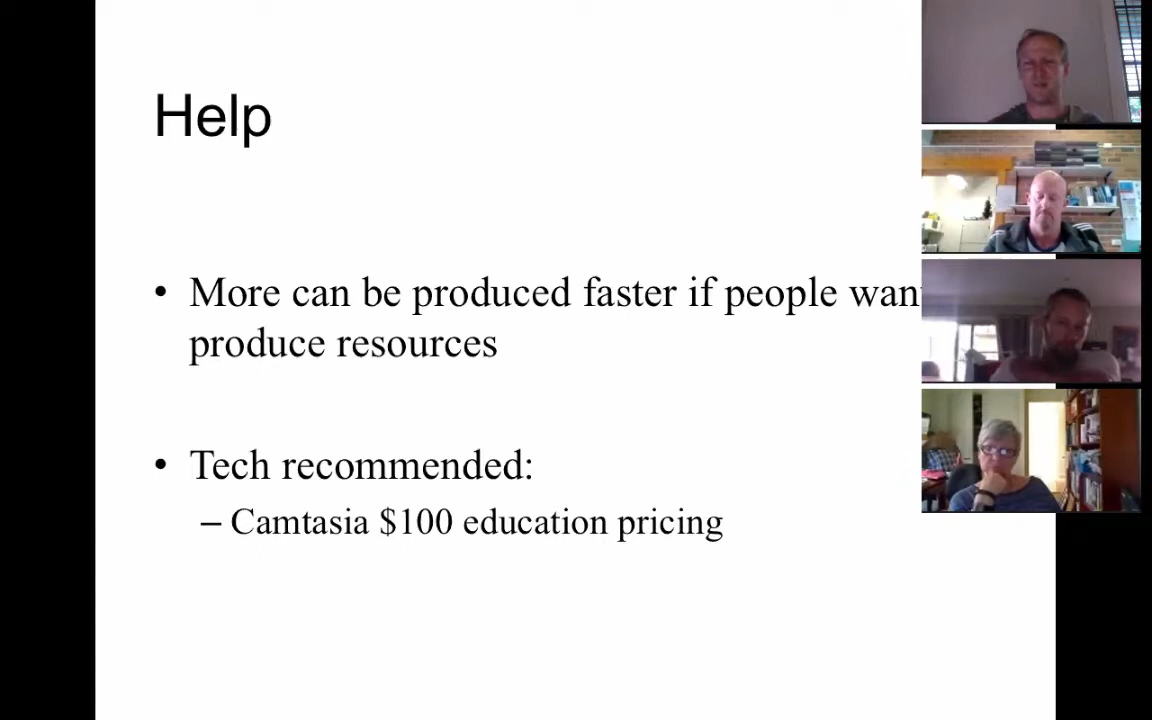 Help
• More can be produced faster if people wan
produce resources
• Tech recommended:
– Camtasia $100 education pricing